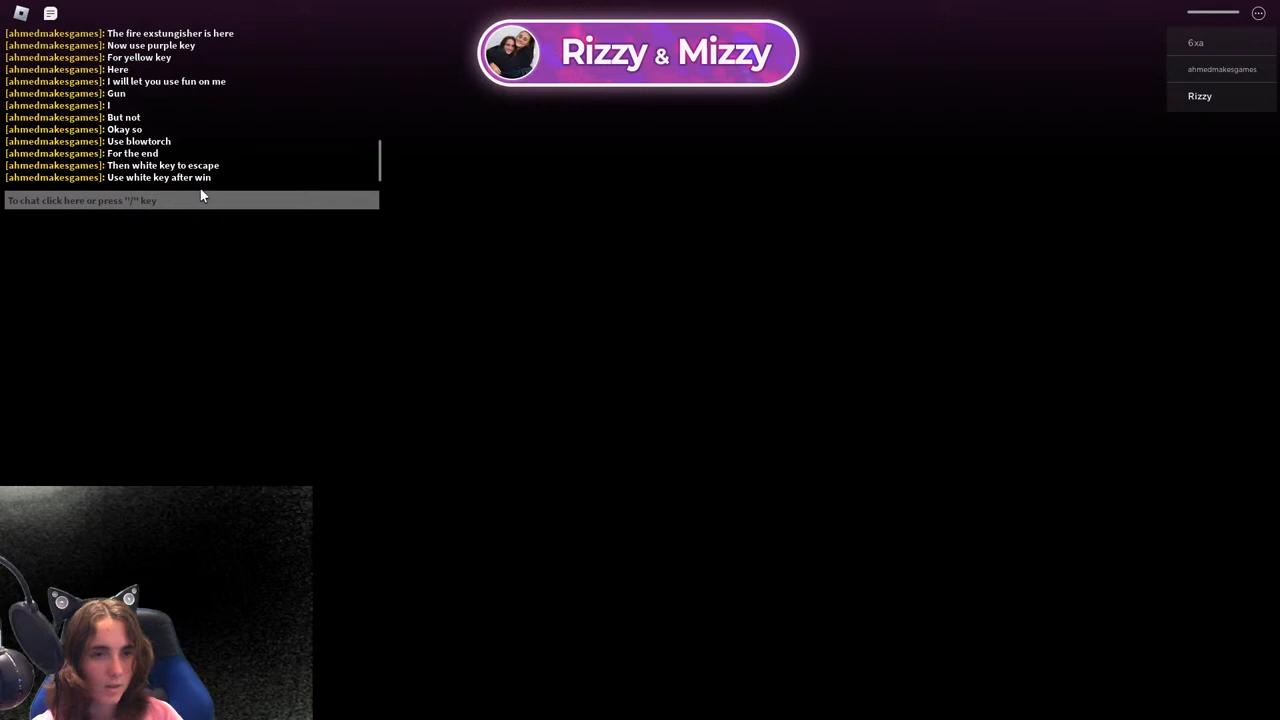 [ahmedmakesgames]: The fire exstungisher is here
[ahmedmakesgames]: Now use purple key
[ahmedmakesgames]: For yellow key
[ahmedmakesgames]: Here
[ahmedmakesgames]: I will let you use fun on me
[ahmedmakesgames]: Gun
[ahmedmakesgames]: I
[ahmedmakesgames]: But not
[ahmedmakesgames]: Okay so
[ahmedmakesgames]: Use blowtorch
[ahmedmakesgames]: For the end
[ahmedmakesgames]: Then white key to escape
[ahmedmakesgames]: Use white key after win
To chat click here or press "/" key
Rizzy & Mizzy
6xa
ahmedmakesgames
Rizzy